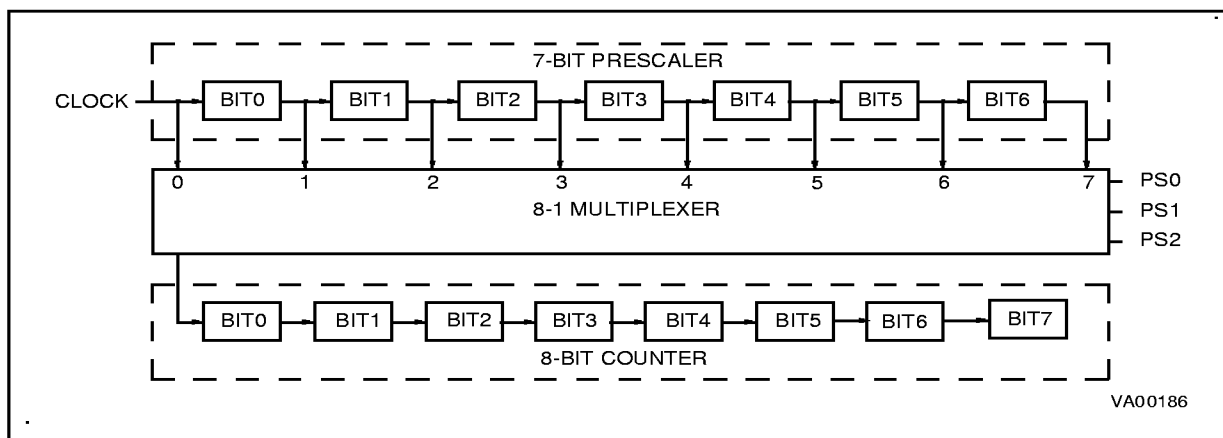 7-BIT PRESCALER
CLOCK BIT0 BIT1 BIT2 BIT3 BIT4 BIT5 BIT6
0 1 2 3 4 5 6 7 PS0
8-1 MULTIPLEXER PS1
PS2
BIT0 BIT1 BIT2 BIT3 BIT4 BIT5 BIT6 BIT7
8-BIT COUNTER
VA00186